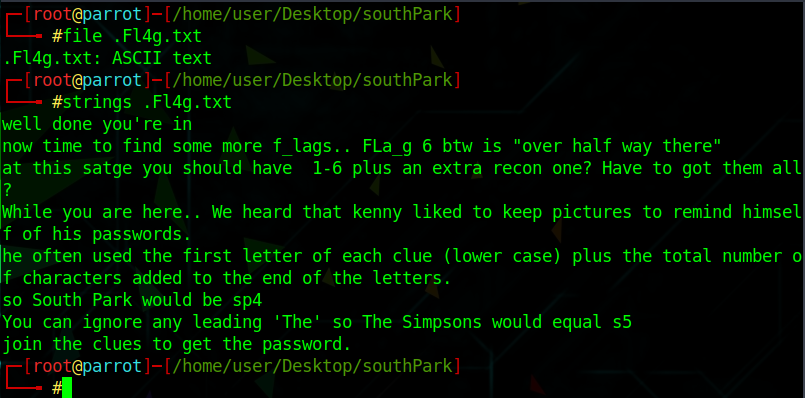 ┌─[root@parrot]─[/home/user/Desktop/southPark]
└──╼ #file .Fl4g.txt
.Fl4g.txt: ASCII text
┌─[root@parrot]─[/home/user/Desktop/southPark]
└──╼ #strings .Fl4g.txt
well done you're in
now time to find some more f_lags.. FLa_g 6 btw is "over half way there"
at this satge you should have  1-6 plus an extra recon one? Have to got them all
?
While you are here.. We heard that kenny liked to keep pictures to remind himsel
f of his passwords.
he often used the first letter of each clue (lower case) plus the total number o
f characters added to the end of the letters.
so South Park would be sp4
You can ignore any leading 'The' so The Simpsons would equal s5
join the clues to get the password.
┌─[root@parrot]─[/home/user/Desktop/southPark]
└──╼ #